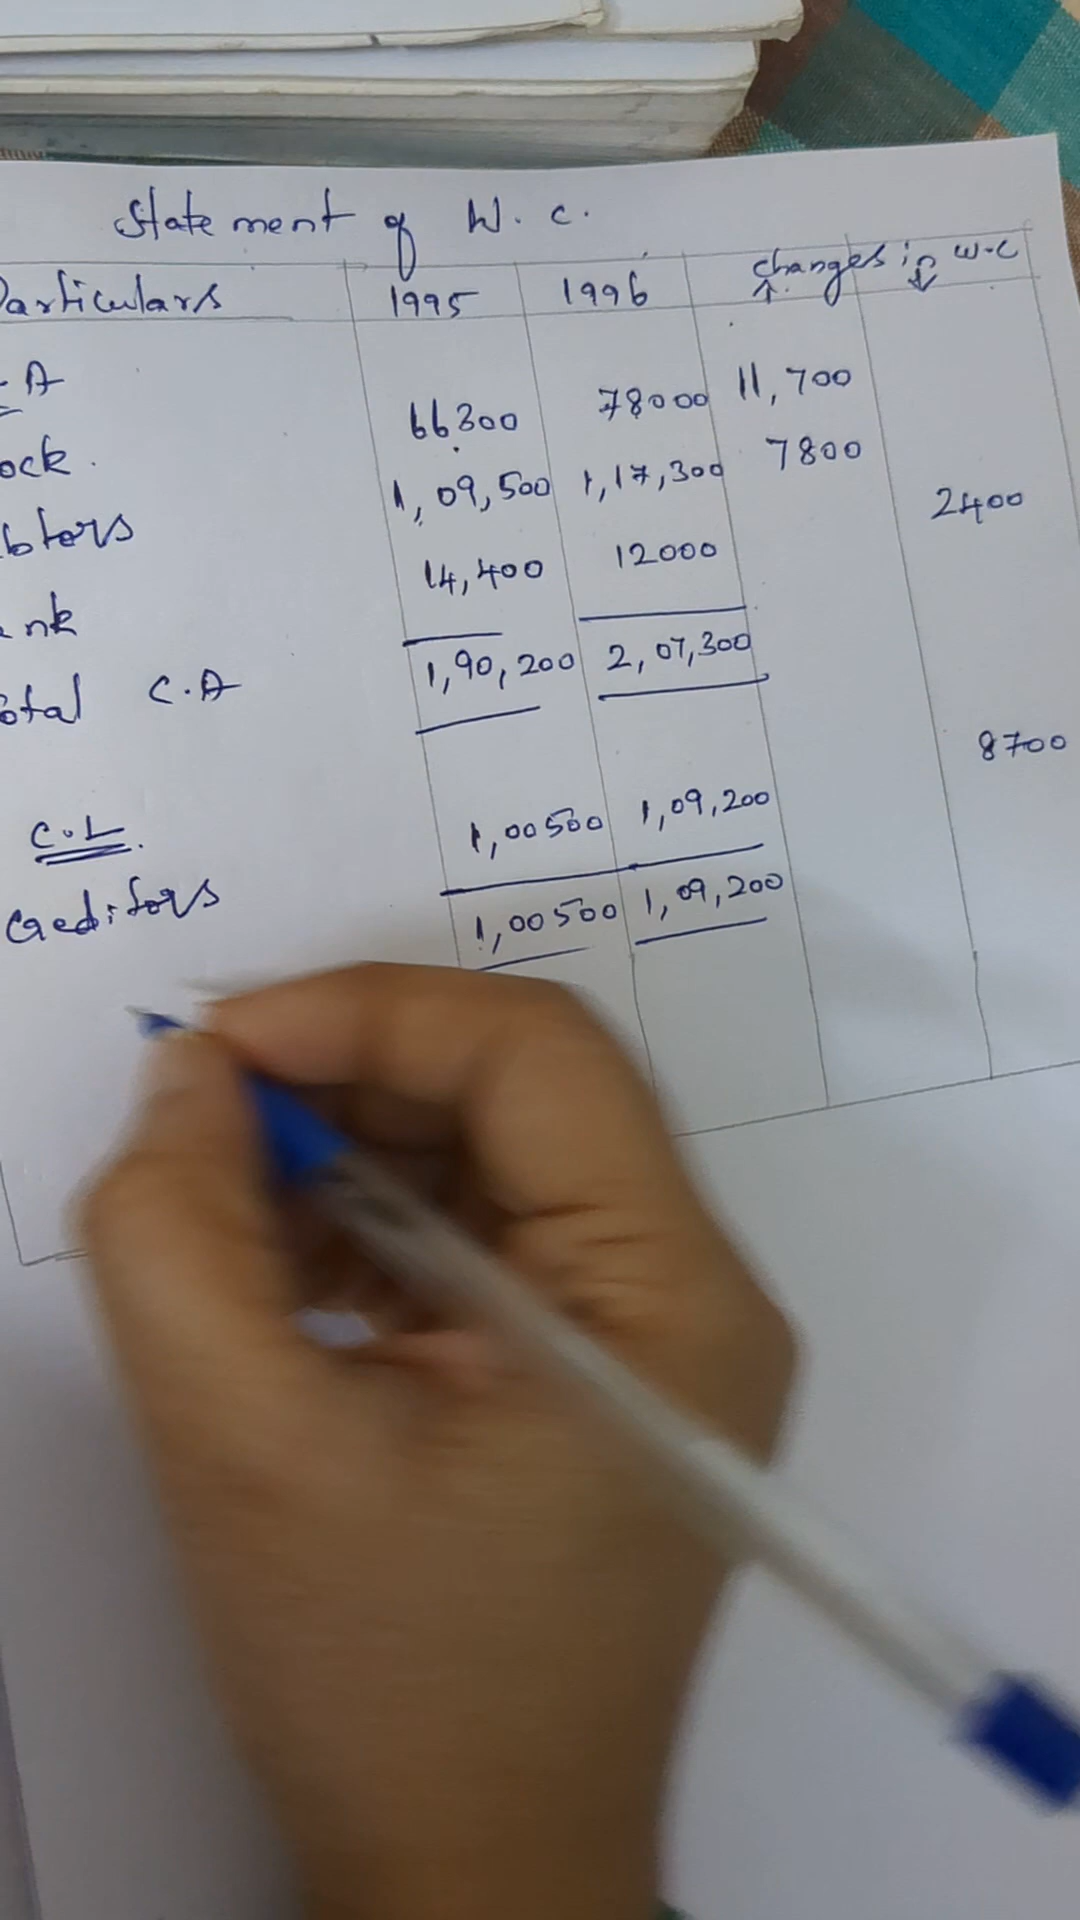 Statement of W.C.
Particulars 1995 1996 changes in W.C
↑ ↓
A
ock. 66300 78000 11,700
btors 1,09,500 1,17,300 7800
nk 14,400 12000 2400
otal C.A 1,90,200 2,07,300
C.L.
Creditors 1,00500 1,09,200 8700
1,00500 1,09,200